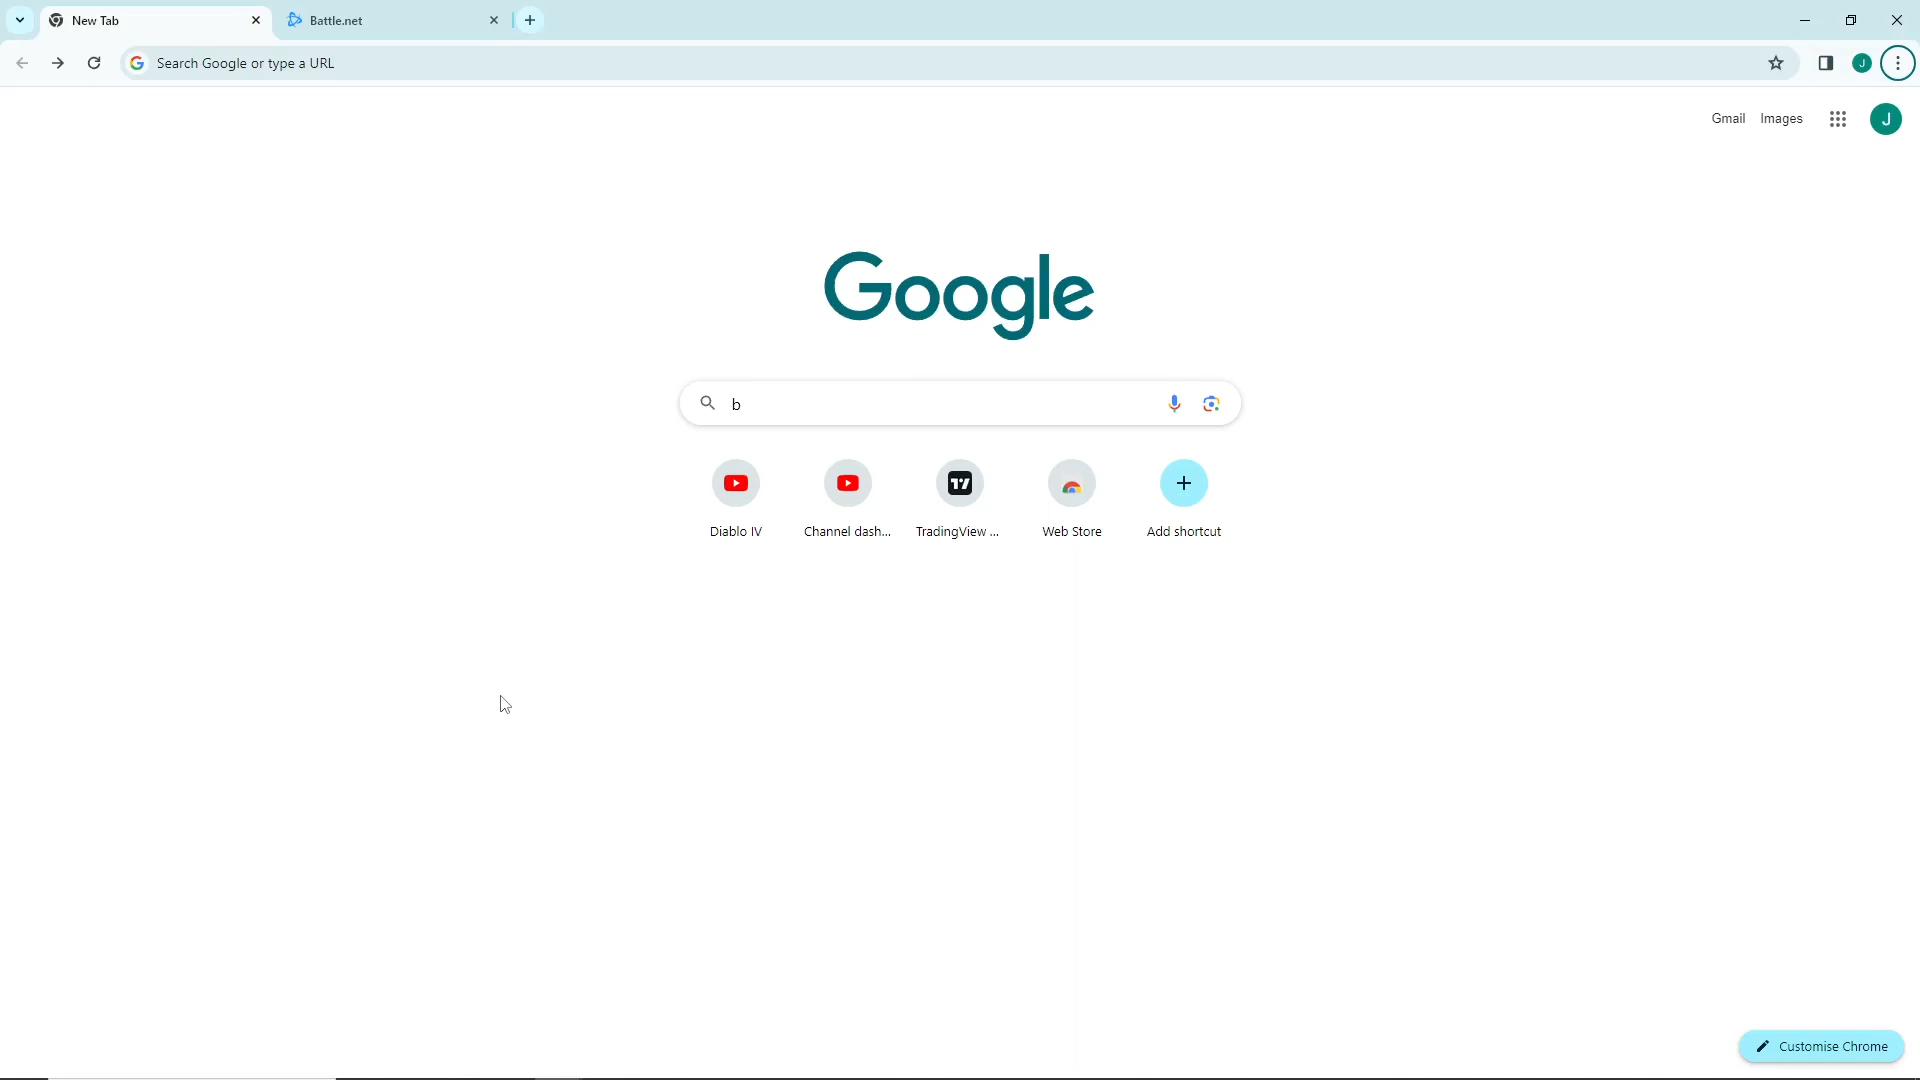 New Tab
Battle.net
Search Google or type a URL
J
Gmail Images
J
Google
b
Diablo IV
Channel dash...
TradingView ...
Web Store
Add shortcut
Customise Chrome